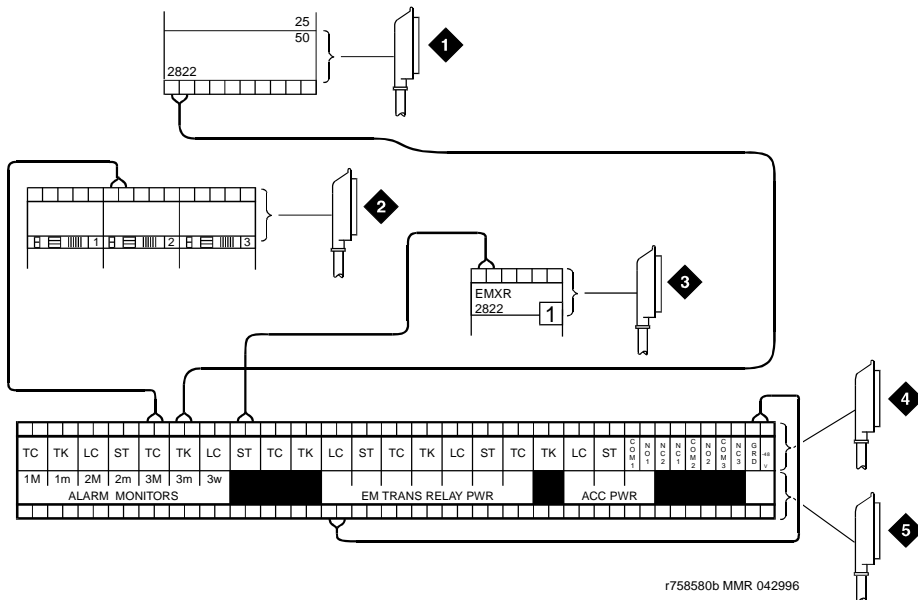 25
50
2822
1
2
1 2 3
EMXR
2822
1
3
4
TC TK LC ST TC TK LC ST TC TK LC ST TC ST TC TK LC ST COM1 NO1 NC2 NC1 COM2 NO2 COM3 NC3 GRD -48V
1M 1m 2M 2m 3M 3m 3w
ALARM MONITORS EM TRANS RELAY PWR ACC PWR
5
r758580b MMR 042996